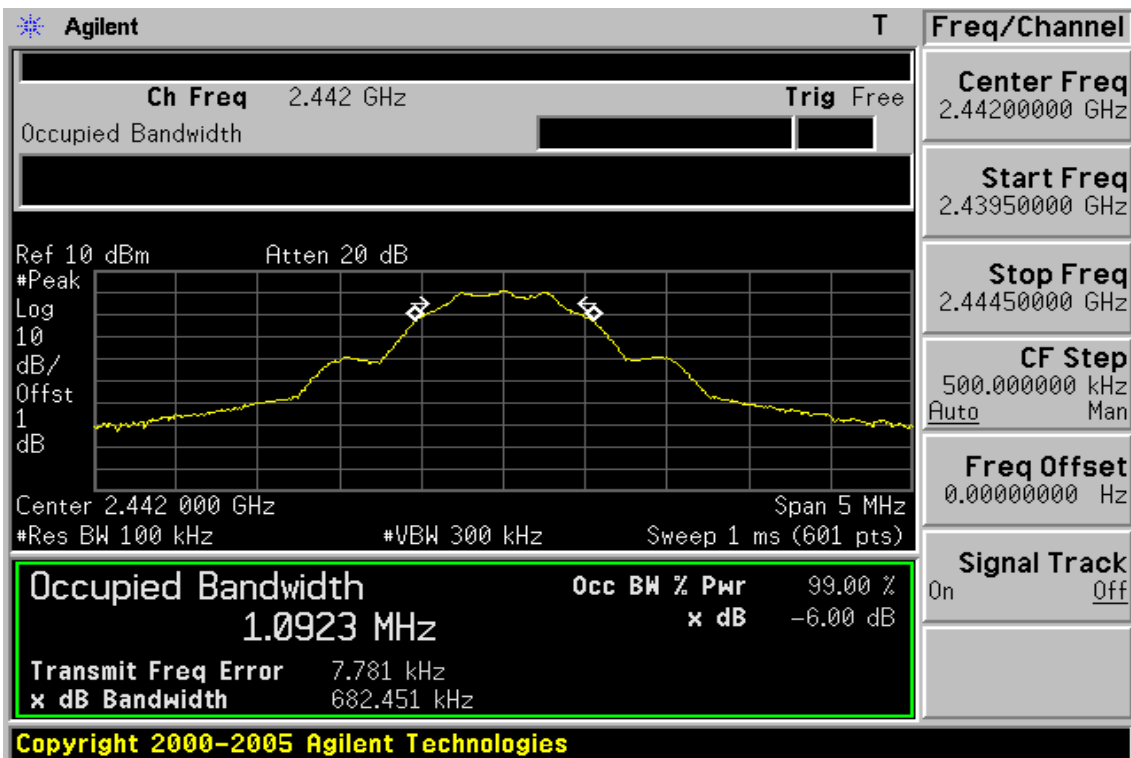 Agilent T
Ch Freq 2.442 GHz Trig Free
Occupied Bandwidth
Ref 10 dBm Atten 20 dB
#Peak
Log
10
dB/
Offst
1
dB
Center 2.442 000 GHz Span 5 MHz
#Res BW 100 kHz #VBW 300 kHz Sweep 1 ms (601 pts)
Occupied Bandwidth
1.0923 MHz
Occ BW % Pwr 99.00 %
x dB -6.00 dB
Transmit Freq Error 7.781 kHz
x dB Bandwidth 682.451 kHz
Copyright 2000-2005 Agilent Technologies
Freq/Channel
Center Freq
2.44200000 GHz
Start Freq
2.43950000 GHz
Stop Freq
2.44450000 GHz
CF Step
500.000000 kHz
Auto Man
Freq Offset
0.00000000 Hz
Signal Track
On Off